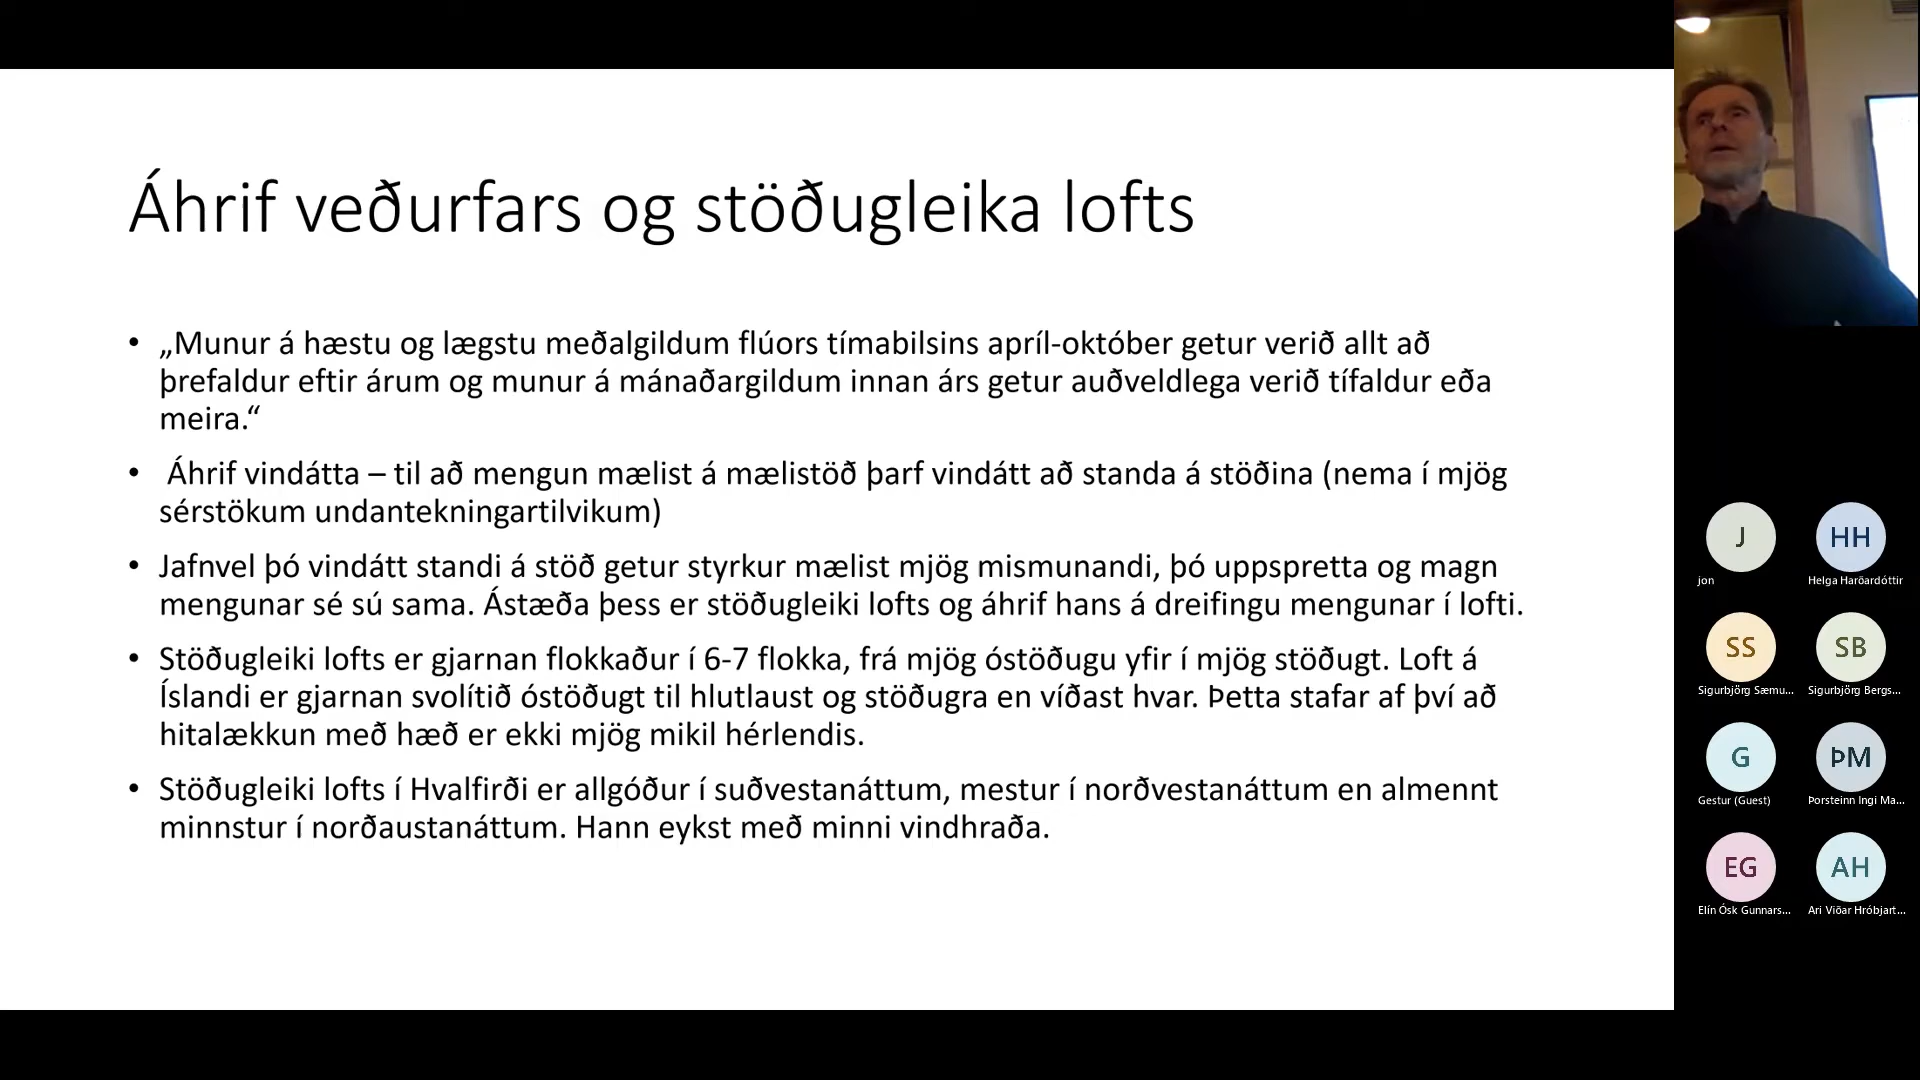 Áhrif veðurfars og stöðugleika lofts
• „Munur á hæstu og lægstu meðalgildum flúors tímabilsins apríl-október getur verið allt að
þrefaldur eftir árum og munur á mánaðargildum innan árs getur auðveldlega verið tífaldur eða
meira.“
• Áhrif vindátta – til að mengun mælist á mælistöð þarf vindátt að standa á stöðina (nema í mjög
sérstökum undantekningartilvikum)
• Jafnvel þó vindátt standi á stöð getur styrkur mælist mjög mismunandi, þó uppspretta og magn
mengunar sé sú sama. Ástæða þess er stöðugleiki lofts og áhrif hans á dreifingu mengunar í lofti.
• Stöðugleiki lofts er gjarnan flokkaður í 6-7 flokka, frá mjög óstöðugu yfir í mjög stöðugt. Loft á
Íslandi er gjarnan svolítið óstöðugt til hlutlaust og stöðugra en víðast hvar. Þetta stafar af því að
hitalækkun með hæð er ekki mjög mikil hérlendis.
• Stöðugleiki lofts í Hvalfirði er allgóður í suðvestanáttum, mestur í norðvestanáttum en almennt
minnstur í norðaustanáttum. Hann eykst með minni vindhraða.
J
HH
jon
Helga Harðardóttir
SS
SB
Sigurbjörg Sæmu...
Sigurbjörg Bergs...
G
ÞM
Gestur (Guest)
Þorsteinn Ingi Ma...
EG
AH
Elín Ósk Gunnars...
Ari Viðar Hróbjart...